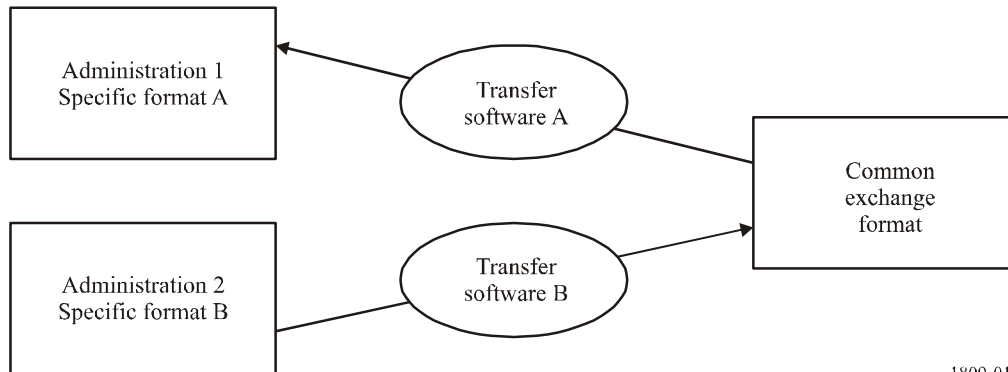 Administration 1
Specific format A
Transfer
software A
Common
exchange
format
Administration 2
Specific format B
Transfer
software B